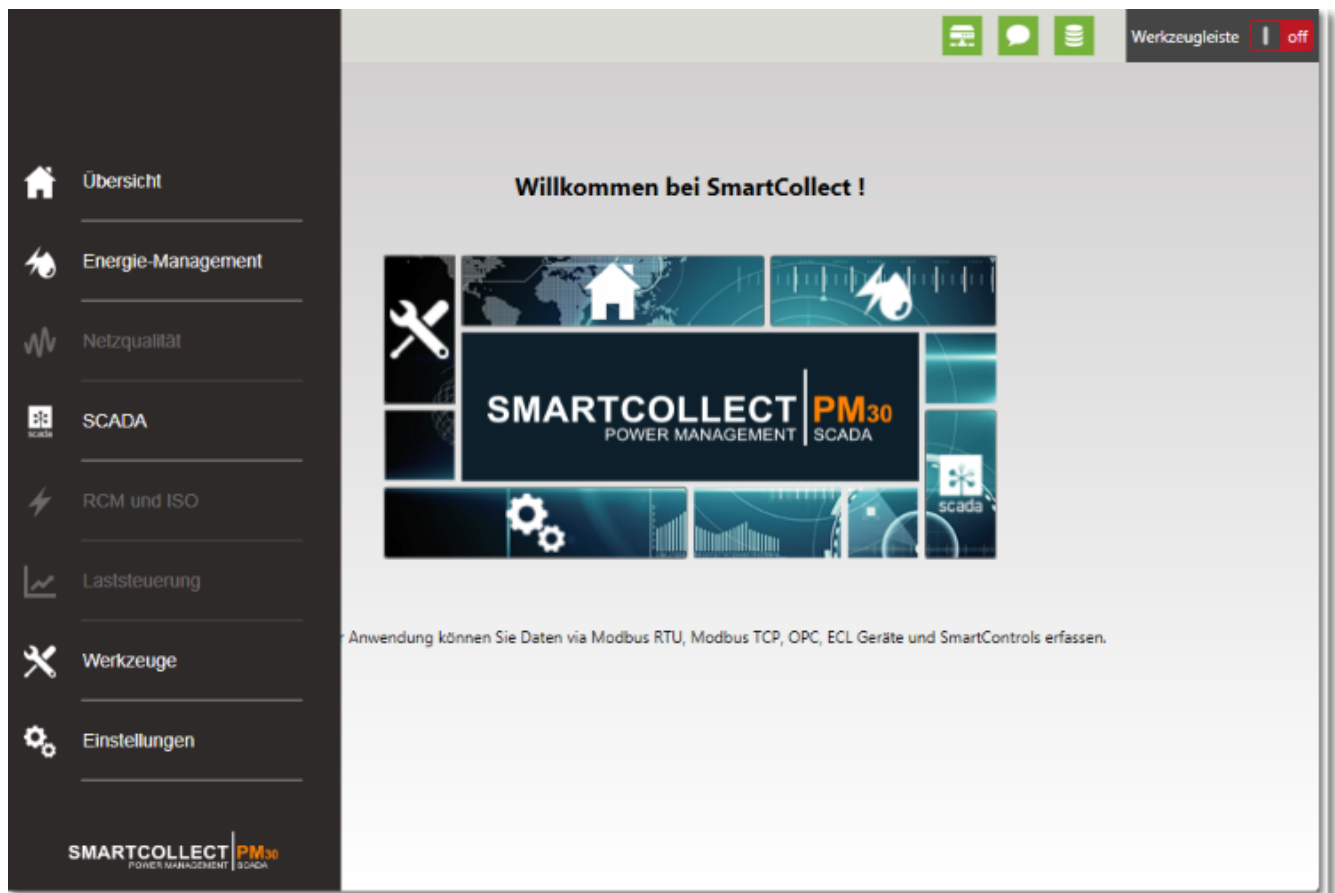 Werkzeugleiste off
Übersicht
Energie-Management
Netzqualität
scada
SCADA
RCM und ISO
Laststeuerung
Werkzeuge
Einstellungen
SMARTCOLLECT PM30
POWER MANAGEMENT SCADA
Willkommen bei SmartCollect !
SMARTCOLLECT PM30
POWER MANAGEMENT SCADA
scada
Anwendung können Sie Daten via Modbus RTU, Modbus TCP, OPC, ECL Geräte und SmartControls erfassen.